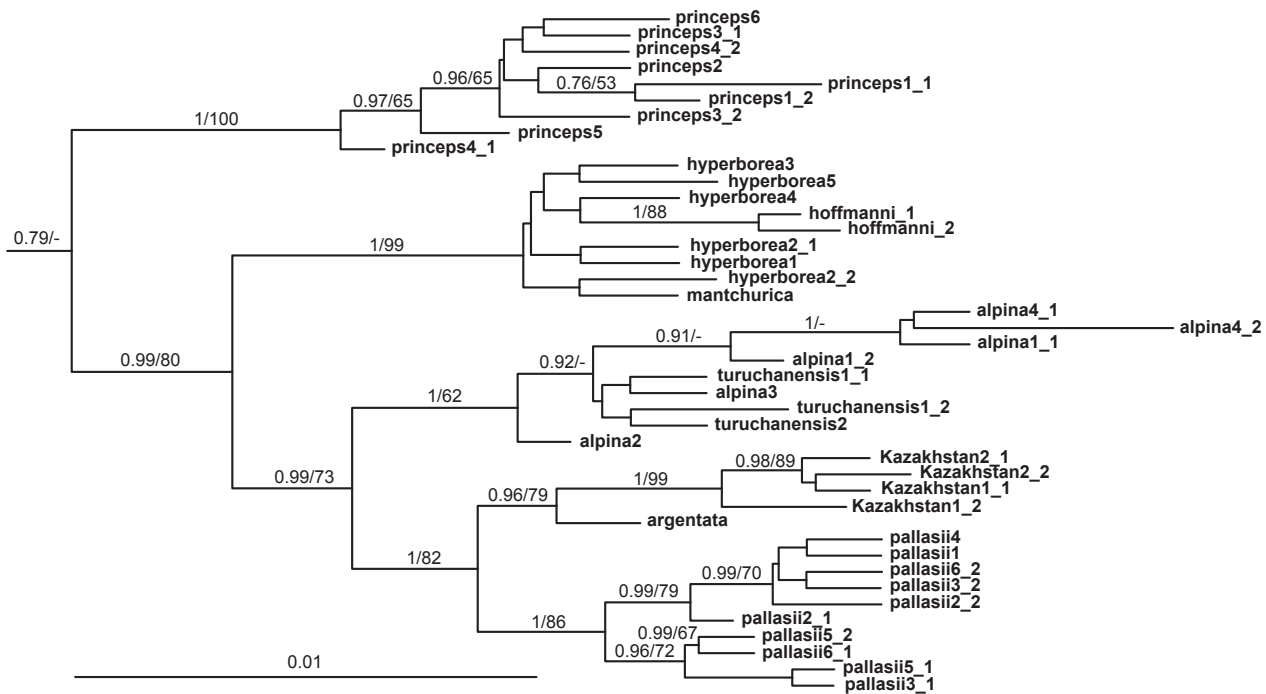 princeps6
princeps3_1
princeps4_2
princeps2
0.96/65
0.76/53
princeps1_1
princeps1_2
0.97/65
princeps3_2
1/100
princeps5
princeps4_1
hyperborea3
hyperborea5
hyperborea4
1/88
hoffmanni_1
hoffmanni_2
0.79/-
1/99
hyperborea2_1
hyperborea1
hyperborea2_2
mantchurica
alpina4_1
1/-
alpina4_2
0.91/-
alpina1_1
0.99/80
0.92/-
alpina1_2
turuchanensis1_1
alpina3
1/62
turuchanensis1_2
turuchanensis2
alpina2
Kazakhstan2_1
0.98/89
Kazakhstan2_2
0.99/73
1/99
Kazakhstan1_1
0.96/79
Kazakhstan1_2
argentata
pallasii4
1/82
pallasii1
pallasii6_2
0.99/70
pallasii3_2
0.99/79
pallasii2_2
1/86
pallasii2_1
0.99/67
pallasii5_2
0.96/72
pallasii6_1
0.01
pallasii5_1
pallasii3_1